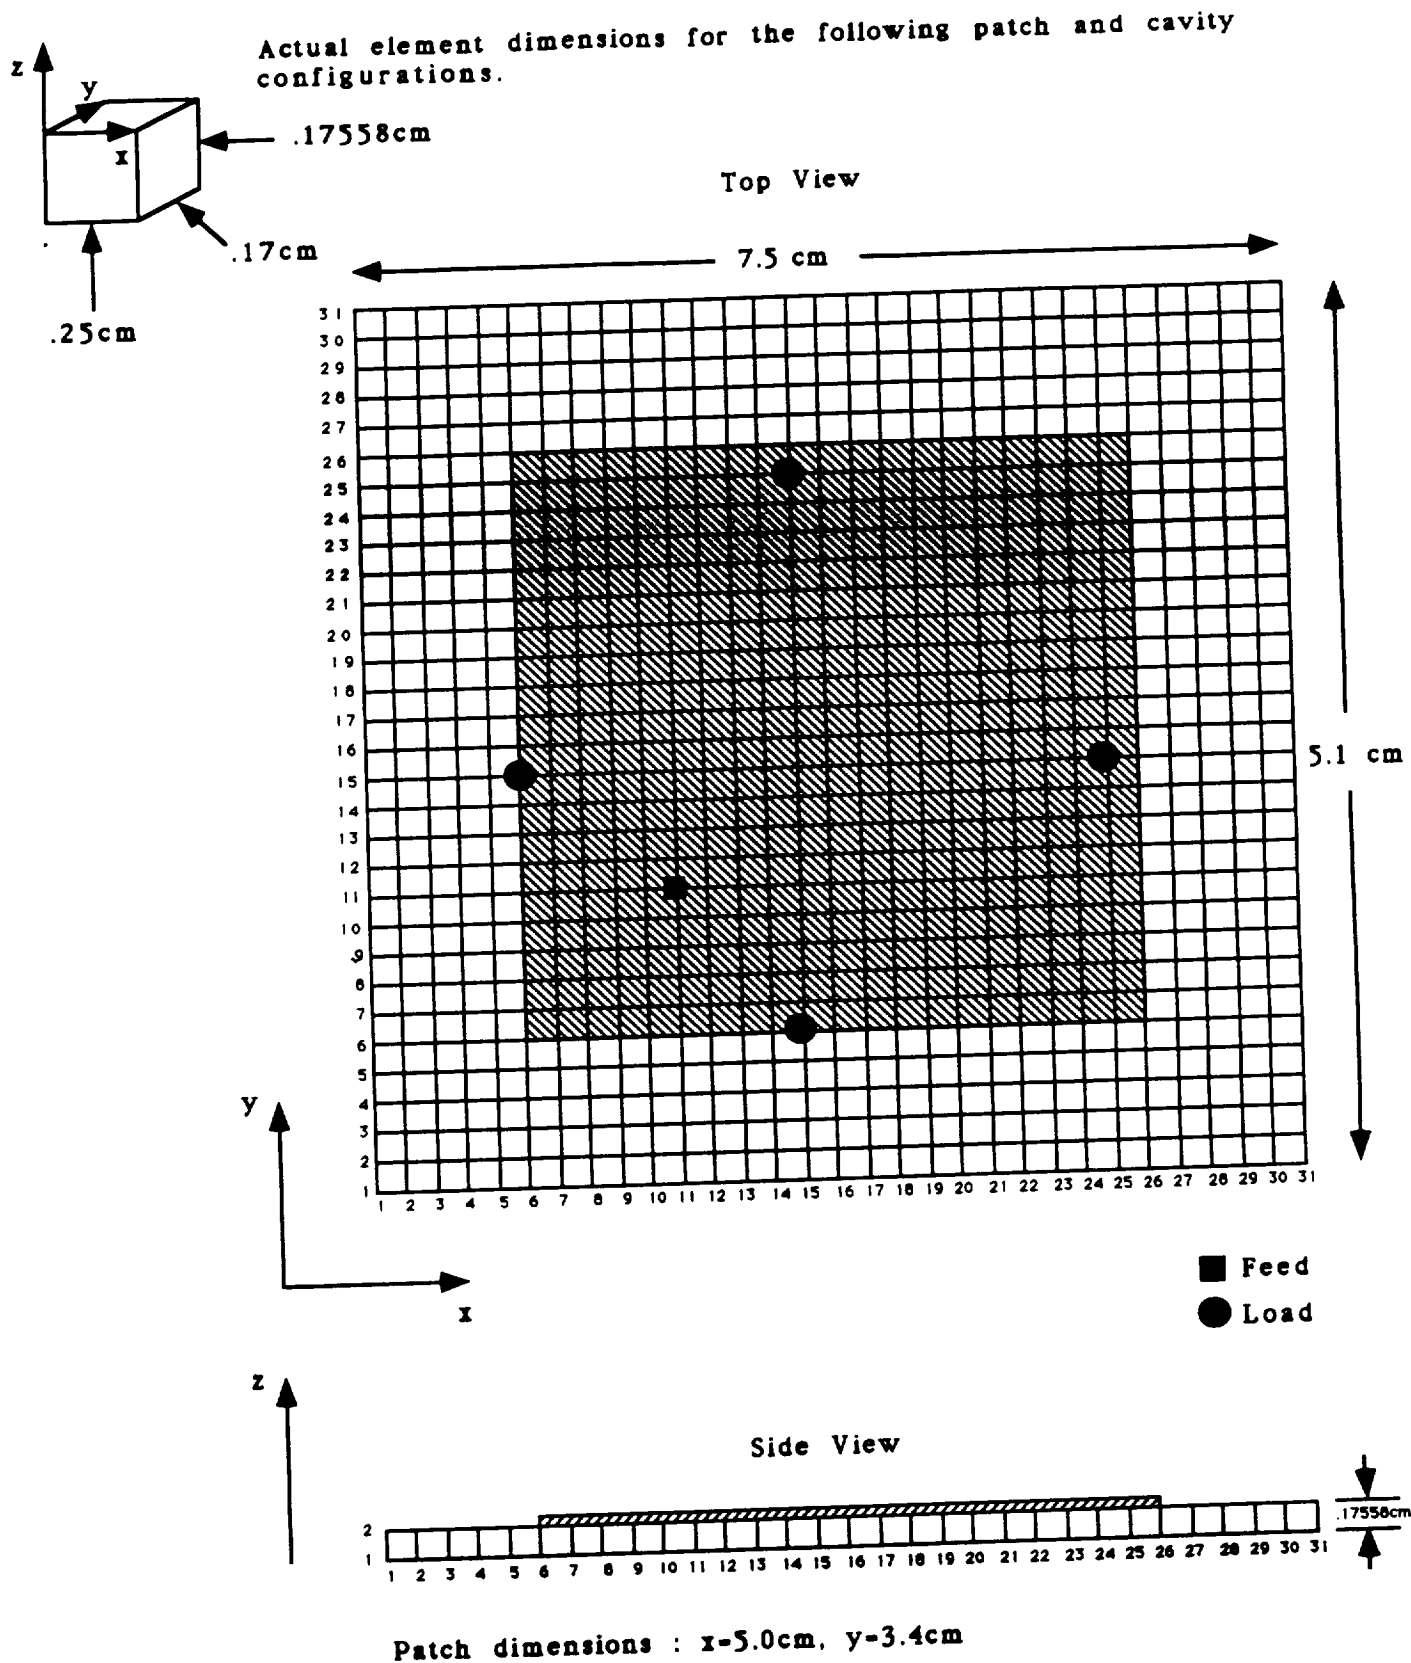 Actual element dimensions for the following patch and cavity
configurations.
z
y
x
.17558cm
.17cm
.25cm
Top View
7.5 cm
31
30
29
28
27
26
25
24
23
22
21
20
19
18
17
16
15
14
13
12
11
10
9
8
7
6
5
4
3
2
1
1 2 3 4 5 6 7 8 9 10 11 12 13 14 15 16 17 18 19 20 21 22 23 24 25 26 27 28 29 30 31
5.1 cm
y
x
Feed
Load
z
Side View
2
1
1 2 3 4 5 6 7 8 9 10 11 12 13 14 15 16 17 18 19 20 21 22 23 24 25 26 27 28 29 30 31
.17558cm
Patch dimensions : x=5.0cm, y=3.4cm